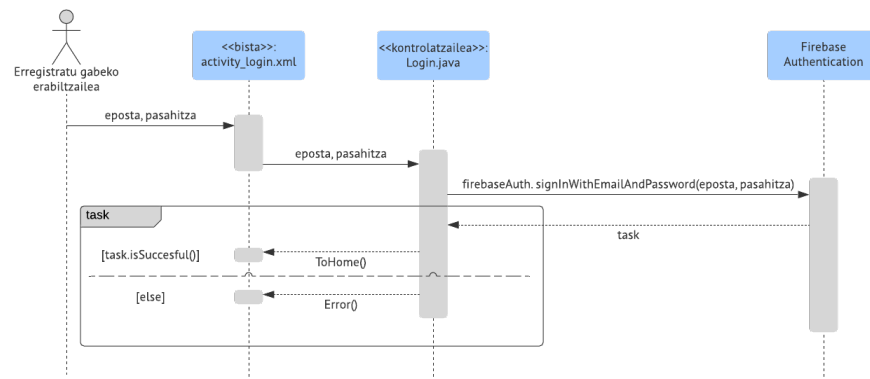 <<bista>>:
activity_login.xml
<<kontrolatzailea>>:
Login.java
Firebase
Authentication
Erregistratu gabeko
erabiltzailea
eposta, pasahitza
eposta, pasahitza
firebaseAuth. signInWithEmailAndPassword(eposta, pasahitza)
task
task
[task.isSuccesful()]
ToHome()
[else]
Error()